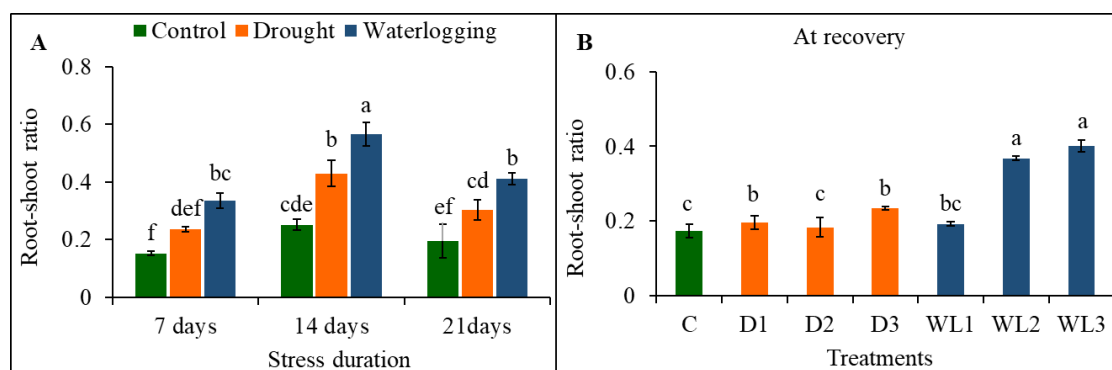 A
Control Drought Waterlogging
Root-shoot ratio
0.8
0.6
0.4
0.2
0
f def bc
cde b a
ef cd b
7 days 14 days 21days
Stress duration
B
At recovery
Root-shoot ratio
0.6
0.4
0.2
0
c b c b bc a a
C D1 D2 D3 WL1 WL2 WL3
Treatments